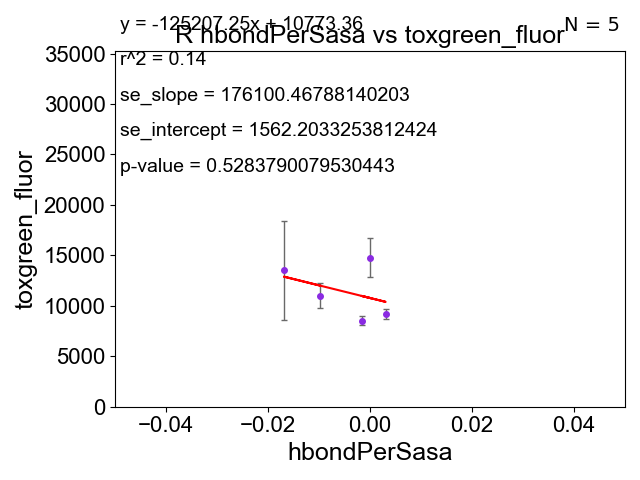 y = -125207.25x + 10773.36
N = 5
R hbondPerSasa vs toxgreen_fluor
r^2 = 0.14
se_slope = 176100.46788140203
se_intercept = 1562.2033253812424
p-value = 0.5283790079530443
35000
30000
25000
20000
15000
10000
5000
0
toxgreen_fluor
−0.04 −0.02 0.00 0.02 0.04
hbondPerSasa